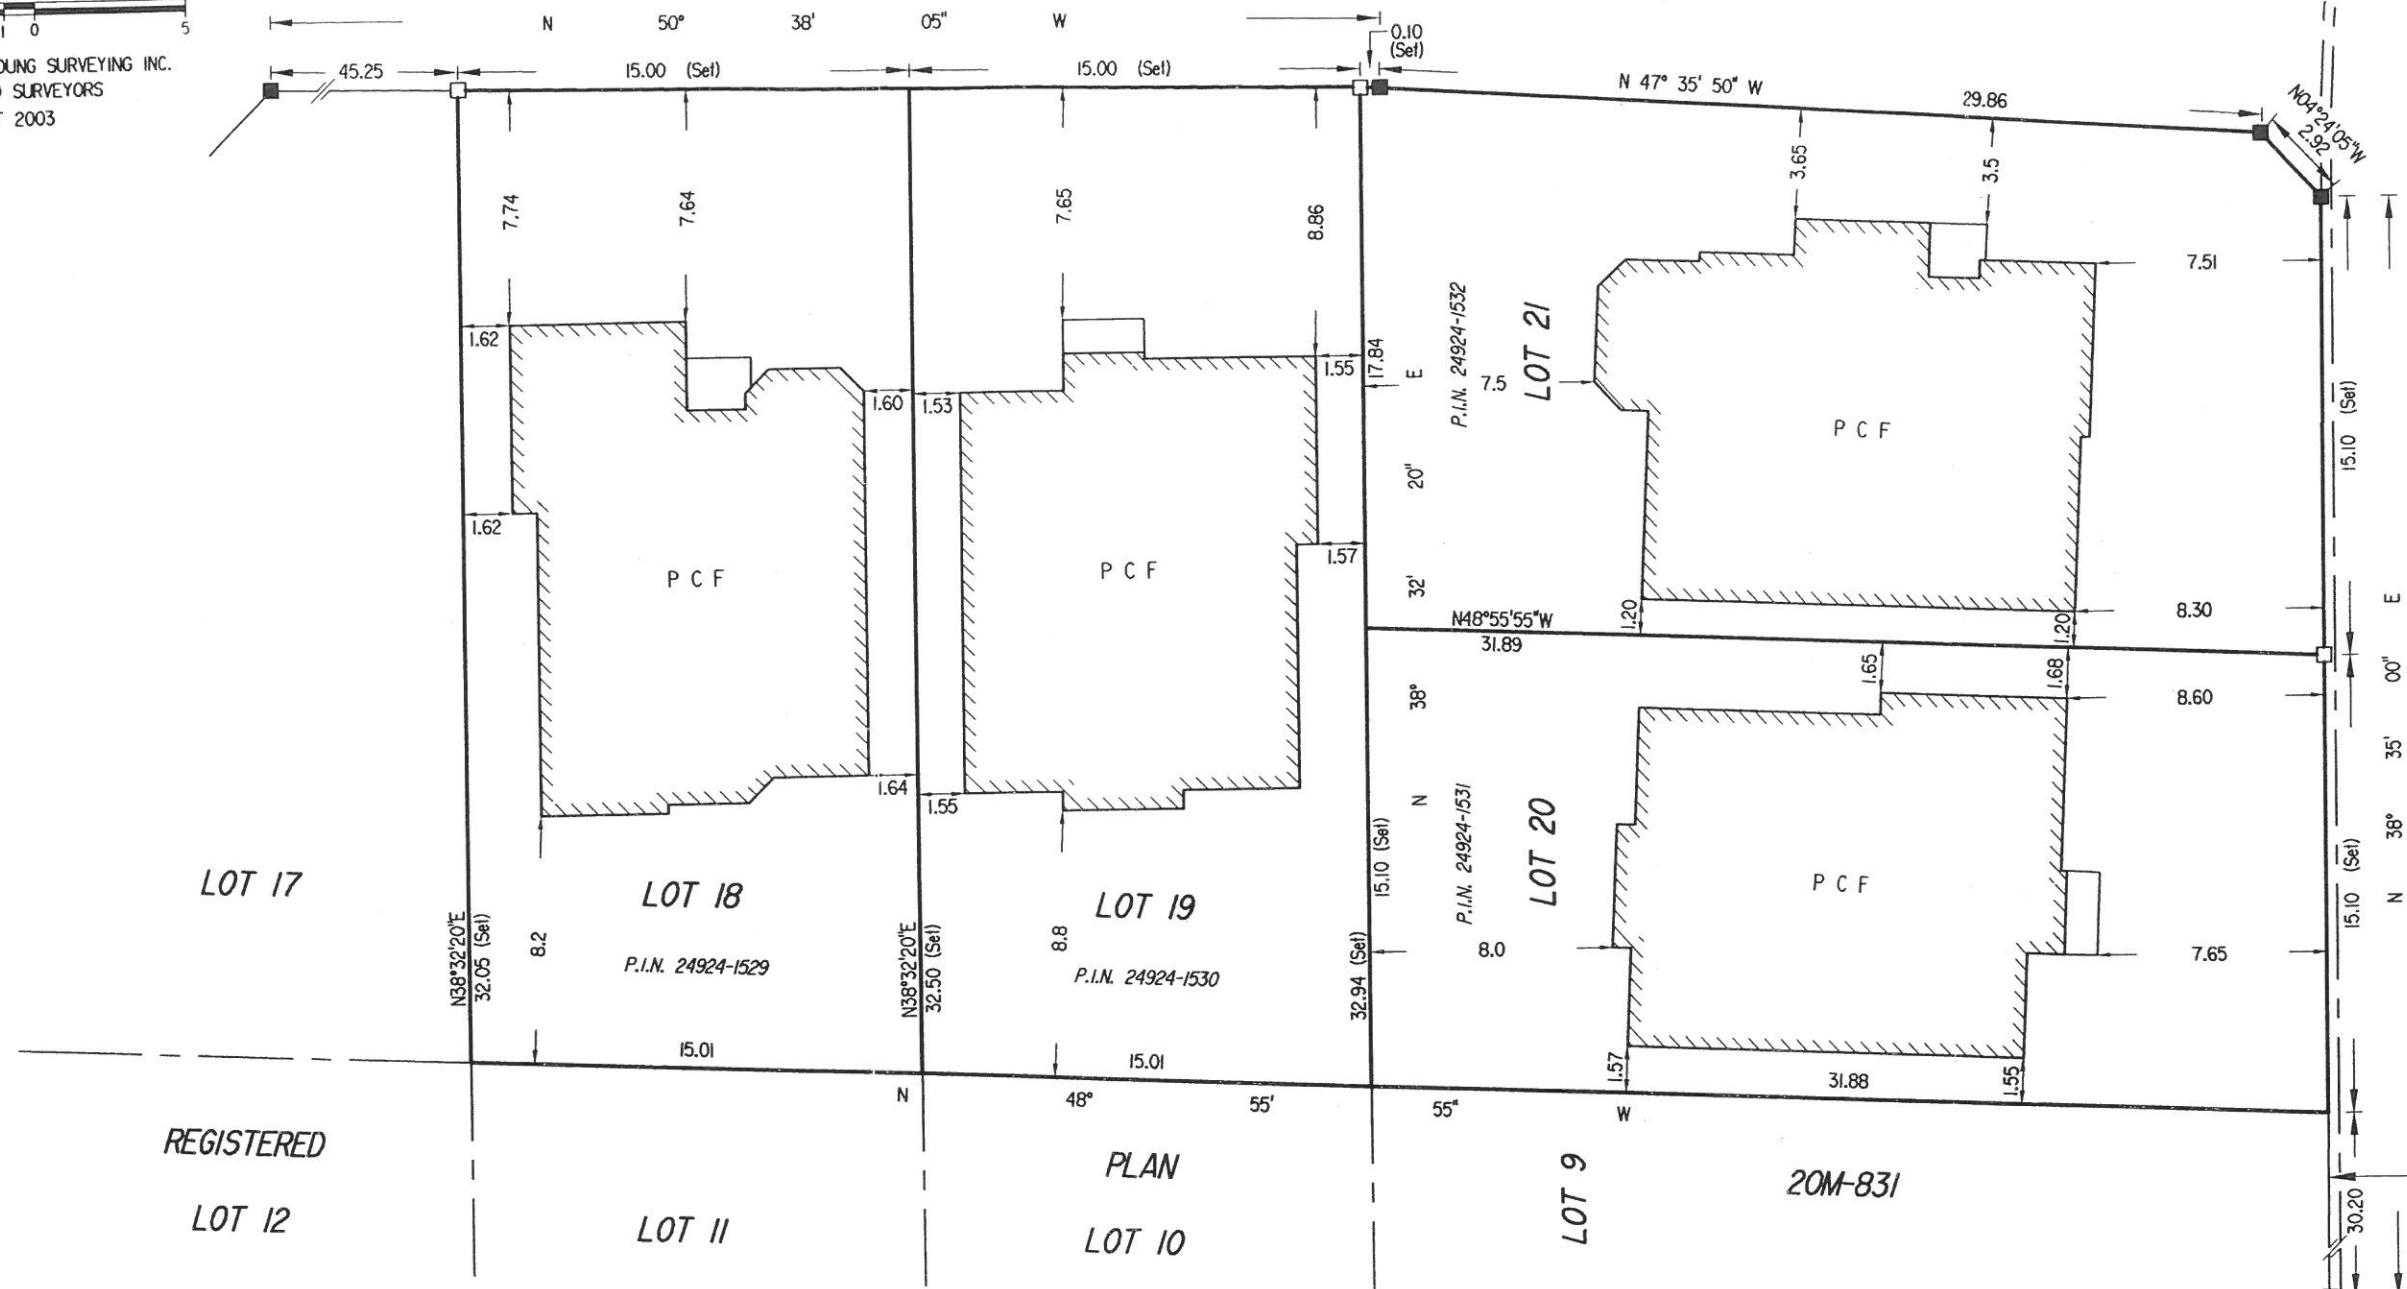 1 0 5
OUNG SURVEYING INC.
SURVEYORS
2003
N 50° 38' 05" W
0.10
(Set)
45.25
15.00 (Set)
15.00 (Set)
N 47° 35' 50" W
29.86
N04°24'05"W
2.92
7.74
7.64
7.65
8.86
3.65
3.5
7.51
1.62
1.60
1.53
1.55
17.84
7.5
P.I.N. 24924-1532
LOT 21
P C F
15.10 (Set)
1.62
P C F
P C F
1.57
N 38° 32' 20" E
N48°55'55"W
31.89
1.20
1.20
8.30
1.65
1.68
8.60
N 38° 35' 00" E
1.64
1.55
15.10 (Set)
P.I.N. 24924-1531
LOT 20
P C F
15.10 (Set)
LOT 17
LOT 18
LOT 19
N38°32'20"E
32.05 (Set)
8.2
P.I.N. 24924-1529
N38°32'20"E
32.50 (Set)
8.8
P.I.N. 24924-1530
32.94 (Set)
8.0
7.65
15.01
15.01
1.57
31.88
1.55
N 48° 55' 55" W
REGISTERED
PLAN
20M-831
LOT 12
LOT 11
LOT 10
LOT 9
30.20